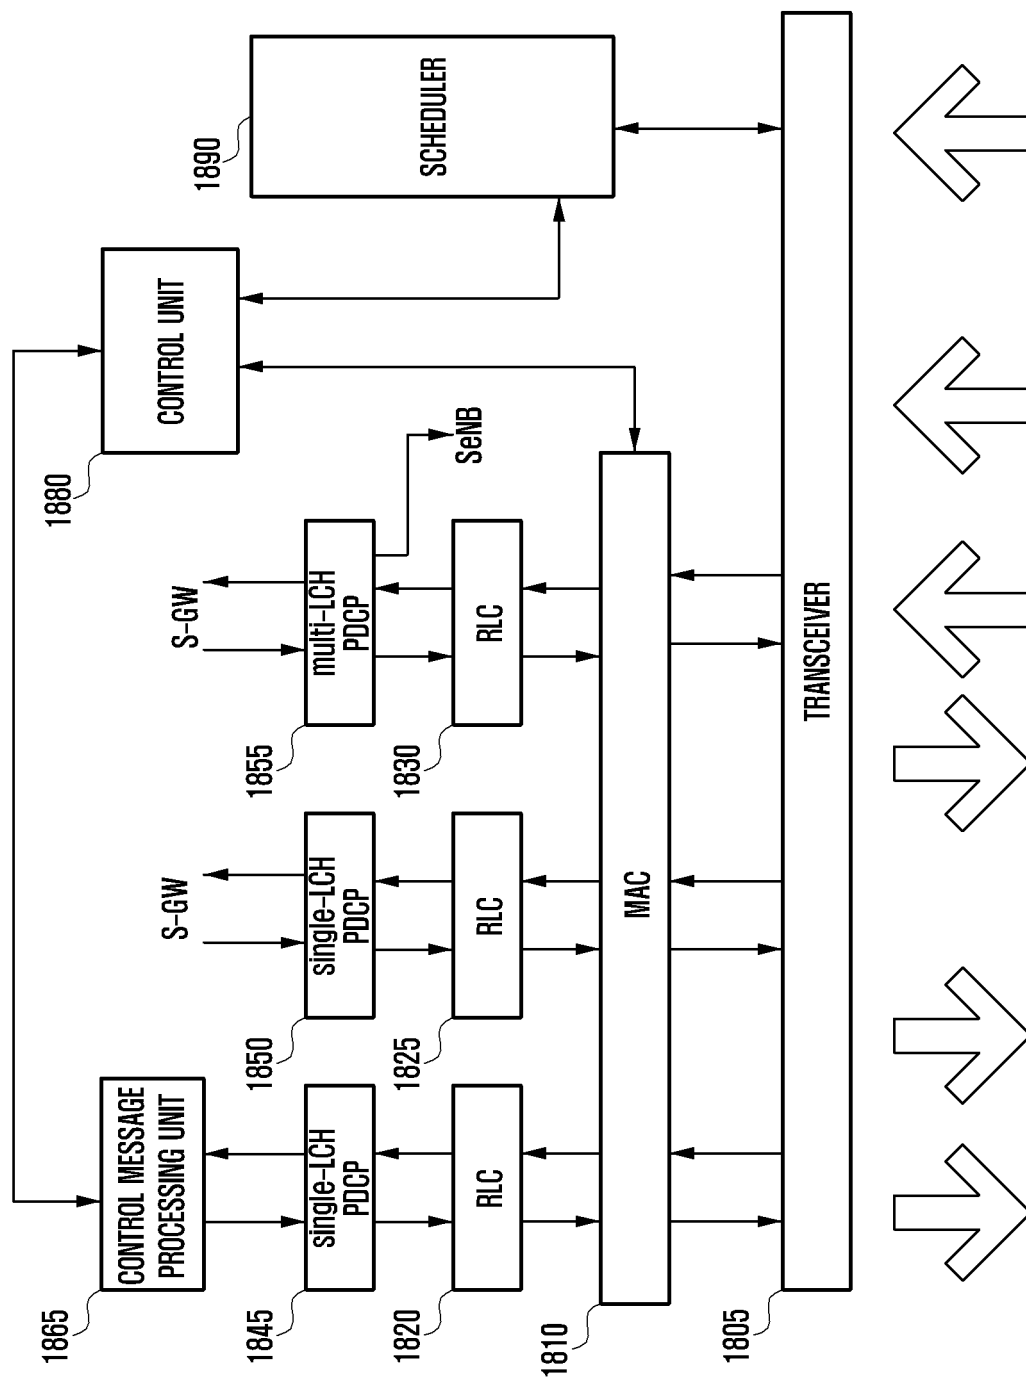 1865
CONTROL MESSAGE
PROCESSING UNIT
1880
CONTROL UNIT
1890
SCHEDULER
S-GW
S-GW
1845
single-LCH
PDCP
1850
single-LCH
PDCP
1855
multi-LCH
PDCP
SeNB
1820
RLC
1825
RLC
1830
RLC
1810
MAC
1805
TRANSCEIVER